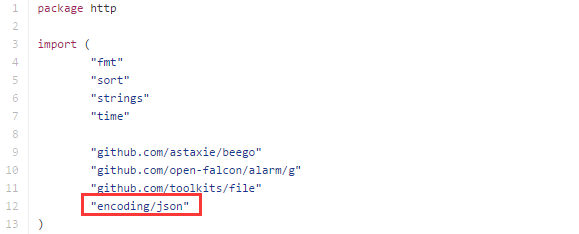 1 package http
2
3 import (
4 "fmt"
5 "sort"
6 "strings"
7 "time"
8
9 "github.com/astaxie/beego"
10 "github.com/open-falcon/alarm/g"
11 "github.com/toolkits/file"
12 "encoding/json"
13 )